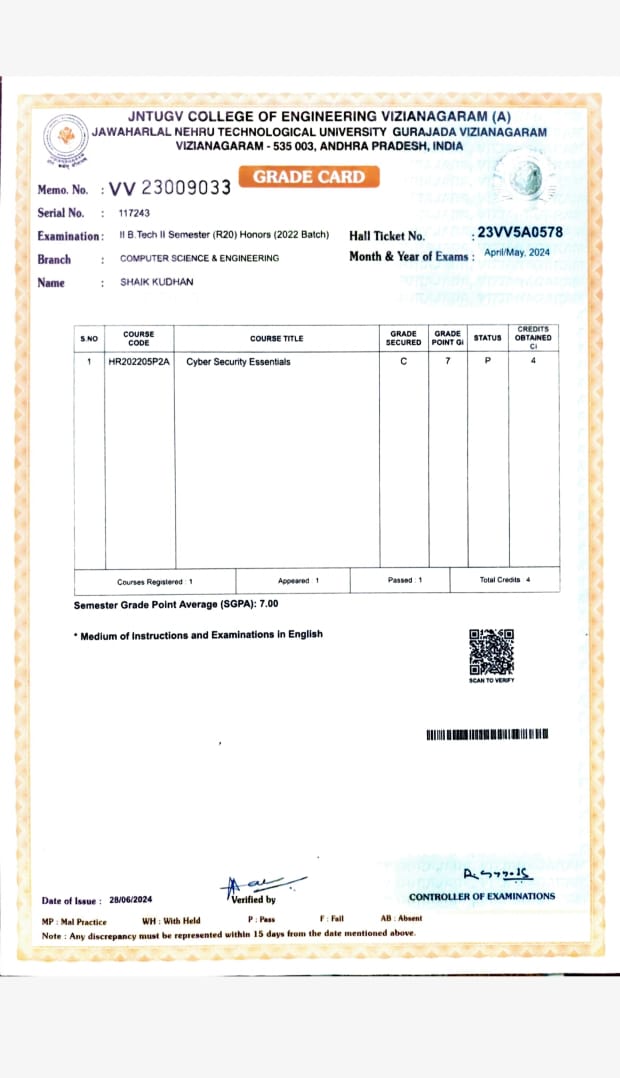 JNTUGV COLLEGE OF ENGINEERING VIZIANAGARAM (A)
JAWAHARLAL NEHRU TECHNOLOGICAL UNIVERSITY GURAJADA VIZIANAGARAM
VIZIANAGARAM - 535 003, ANDHRA PRADESH, INDIA
GRADE CARD
Memo. No. : VV 23009033
Serial No. : 117243
Examination : II B.Tech II Semester (R20) Honors (2022 Batch) Hall Ticket No. : 23VV5A0578
Branch : COMPUTER SCIENCE & ENGINEERING Month & Year of Exams : April/May, 2024
Name : SHAIK KUDHAN
S.NO COURSE CODE COURSE TITLE GRADE SECURED GRADE POINT Gi STATUS CREDITS OBTAINED Ci
1 HR202205P2A Cyber Security Essentials C 7 P 4
Courses Registered : 1 Appeared 1 Passed : 1 Total Credits 4
Semester Grade Point Average (SGPA): 7.00
* Medium of Instructions and Examinations in English
SCAN TO VERIFY
Date of Issue : 28/06/2024 Verified by CONTROLLER OF EXAMINATIONS
MP : Mal Practice WH : With Held P : Pass F : Fail AB : Absent
Note : Any discrepancy must be represented within 15 days from the date mentioned above.